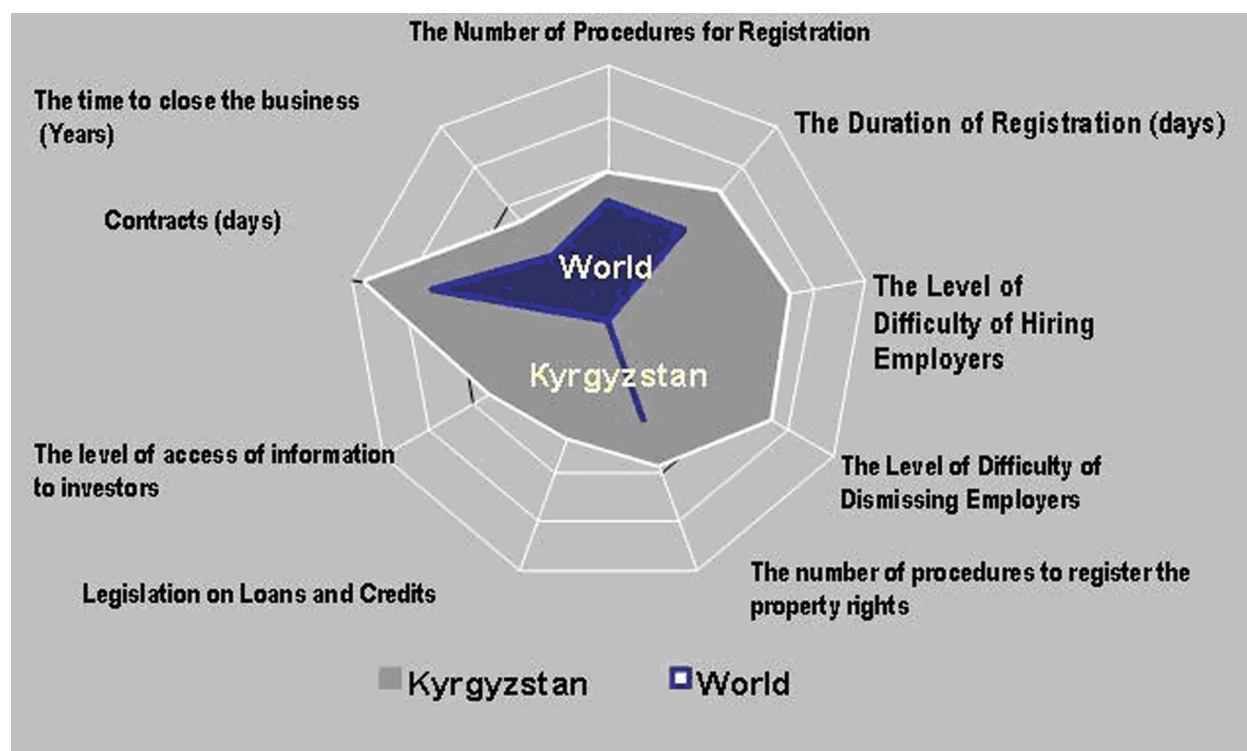 The Number of Procedures for Registration
The time to close the business
(Years)
The Duration of Registration (days)
Contracts (days)
World
The Level of
Difficulty of Hiring
Employers
Kyrgyzstan
The level of access of information
to investors
The Level of Difficulty of
Dismissing Employers
Legislation on Loans and Credits
The number of procedures to register the
property rights
Kyrgyzstan
World